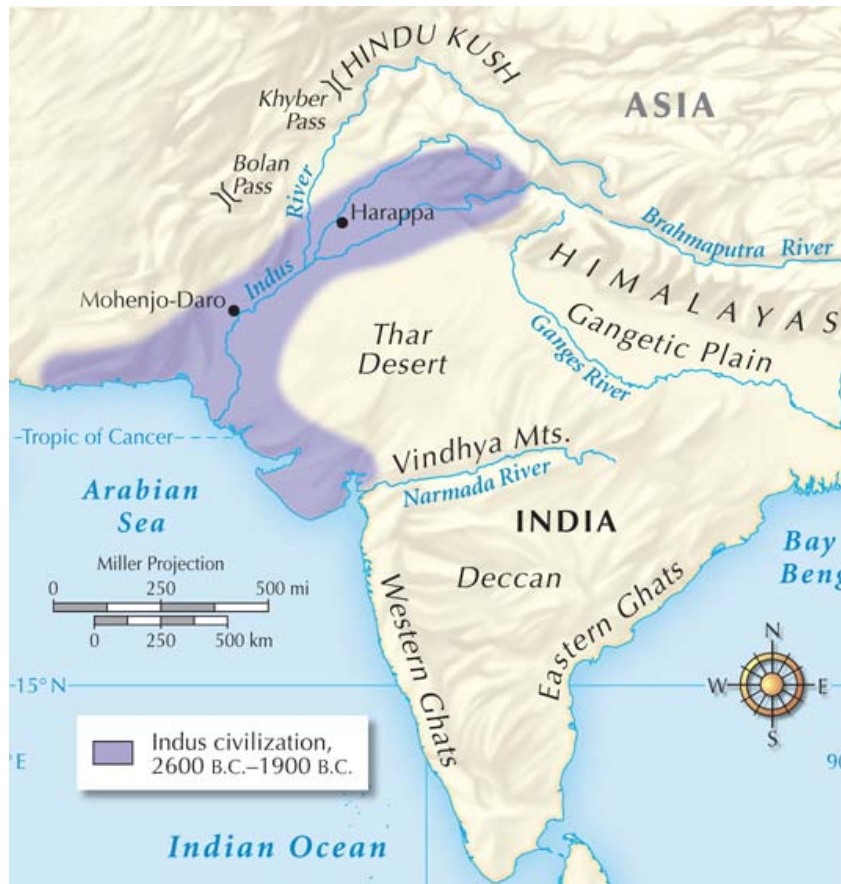 HINDU KUSH
Khyber
Pass
ASIA
Bolan
Pass
River
Harappa
Indus
Brahmaputra River
Mohenjo-Daro
HIMALAYAS
Thar
Desert
Gangetic Plain
Ganges River
Tropic of Cancer
Vindhya Mts.
Narmada River
Arabian
Sea
INDIA
Bay
Beng
Miller Projection
0 250 500 mi
0 250 500 km
Deccan
Western Ghats
Eastern Ghats
N
W E
S
15° N
Indus civilization,
2600 B.C.–1900 B.C.
°E
90
Indian Ocean